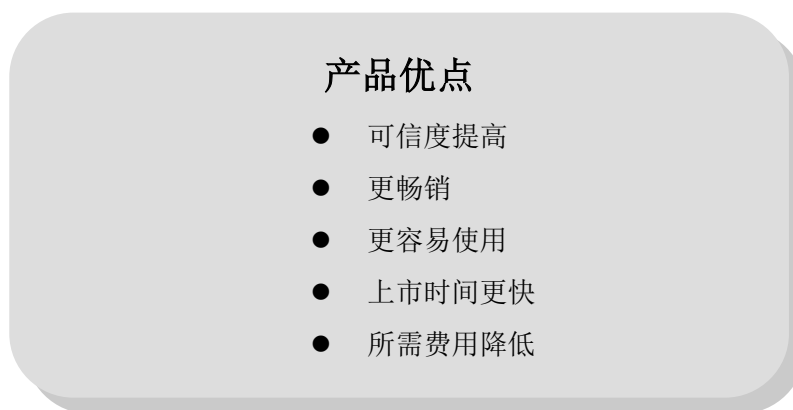 产品优点
● 可信度提高
● 更畅销
● 更容易使用
● 上市时间更快
● 所需费用降低